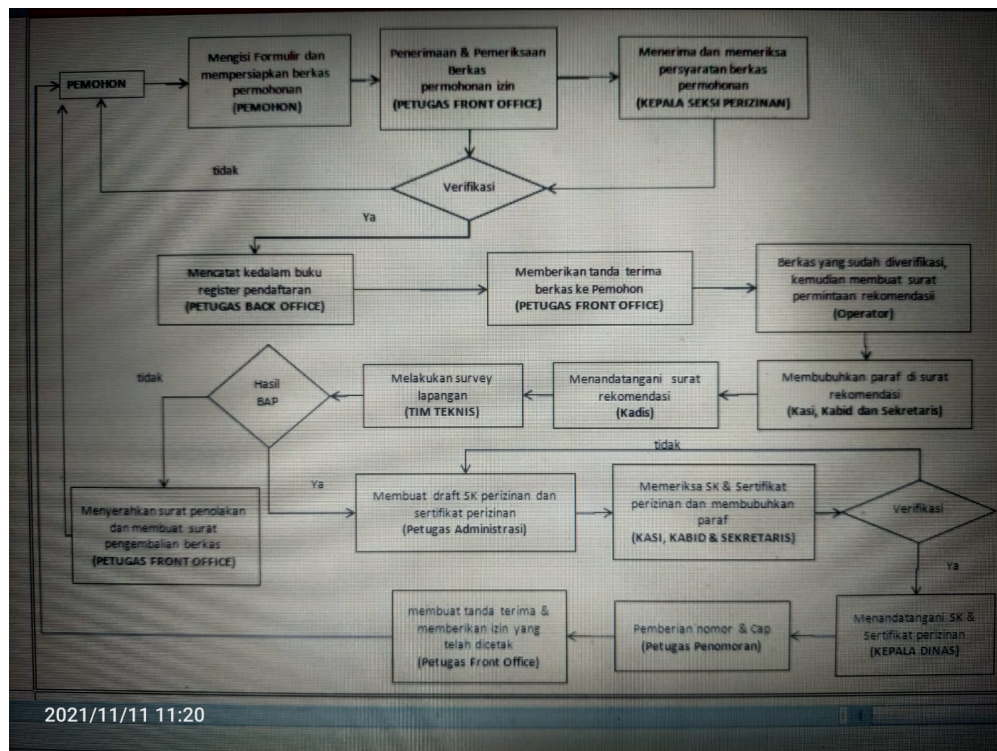 PEMOHON
Mengisi Formulir dan
mempersiapkan berkas
permohonan
(PEMOHON)
Penerimaan & Pemeriksaan
Berkas
permohonan izin
(PETUGAS FRONT OFFICE)
Menerima dan memeriksa
persyaratan berkas
permohonan
(KEPALA SEKSI PERIZINAN)
tidak
Verifikasi
Ya
Mencatat kedalam buku
register pendaftaran
(PETUGAS BACK OFFICE)
Memberikan tanda terima
berkas ke Pemohon
(PETUGAS FRONT OFFICE)
Berkas yang sudah diverifikasi,
kemudian membuat surat
permintaan rekomendasii
(Operator)
tidak
Hasil
BAP
Melakukan survey
lapangan
(TIM TEKNIS)
Menandatangani surat
rekomendasi
(Kadis)
Membubuhkan paraf di surat
rekomendasi
(Kasi, Kabid dan Sekretaris)
tidak
Ya
Menyerahkan surat penolakan
dan membuat surat
pengembalian berkas
(PETUGAS FRONT OFFICE)
Membuat draft SK perizinan dan
sertifikat perizinan
(Petugas Administrasi)
Memeriksa SK & Sertifikat
perizinan dan membubuhkan
paraf
(KASI, KABID & SEKRETARIS)
Verifikasi
Ya
membuat tanda terima &
memberikan izin yang
telah dicetak
(Petugas Front Office)
Pemberian nomor & Cap
(Petugas Penomoran)
Menandatangani SK &
Sertifikat perizinan
(KEPALA DINAS)
2021/11/11 11:20